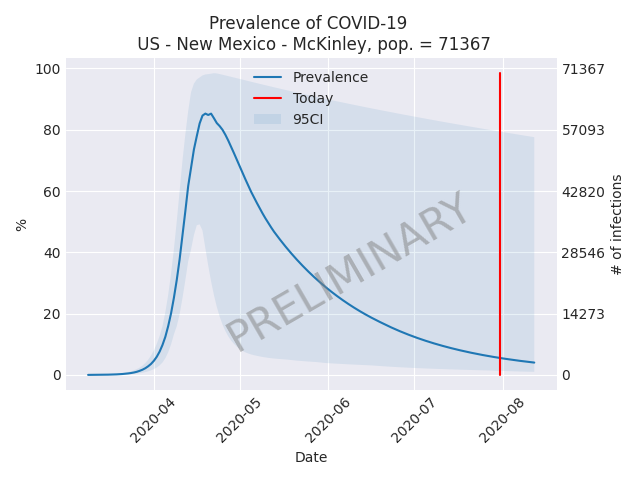 Prevalence of COVID-19
US - New Mexico - McKinley, pop. = 71367
Prevalence
Today
95CI
100
80
60
40
20
0
%
71367
57093
42820
28546
14273
0
# of infections
PRELIMINARY
2020-04
2020-05
2020-06
2020-07
2020-08
Date